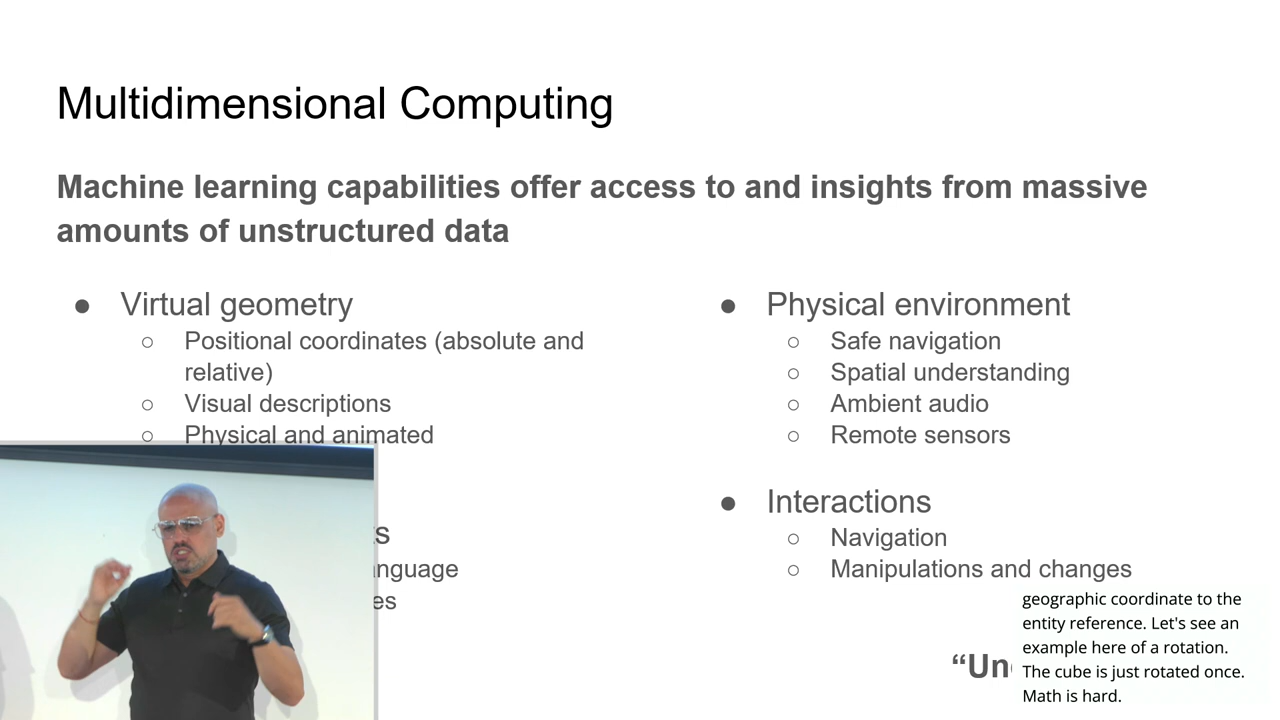 Multidimensional Computing
Machine learning capabilities offer access to and insights from massive
amounts of unstructured data
● Virtual geometry
○ Positional coordinates (absolute and
relative)
○ Visual descriptions
○ Physical and animated
● Physical environment
○ Safe navigation
○ Spatial understanding
○ Ambient audio
○ Remote sensors
● Interactions
○ Navigation
○ Manipulations and changes
geographic coordinate to the
entity reference. Let's see an
example here of a rotation.
The cube is just rotated once.
Math is hard.